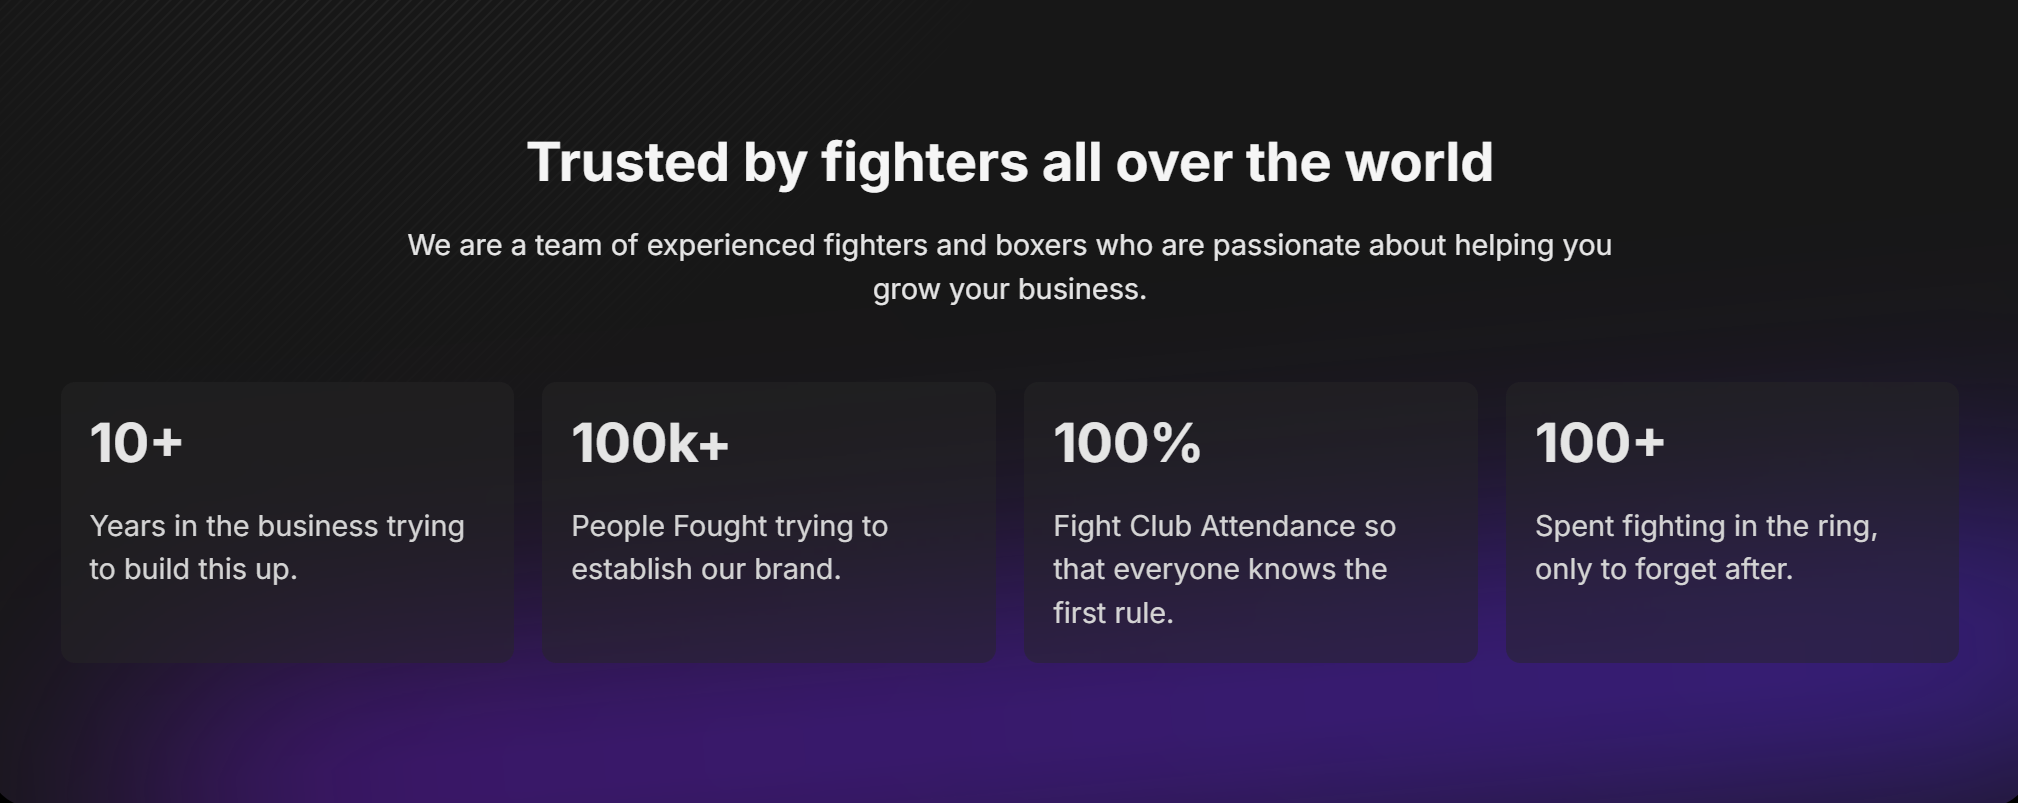 Trusted by fighters all over the world
We are a team of experienced fighters and boxers who are passionate about helping you
grow your business.
10+
Years in the business trying
to build this up.
100k+
People Fought trying to
establish our brand.
100%
Fight Club Attendance so
that everyone knows the
first rule.
100+
Spent fighting in the ring,
only to forget after.